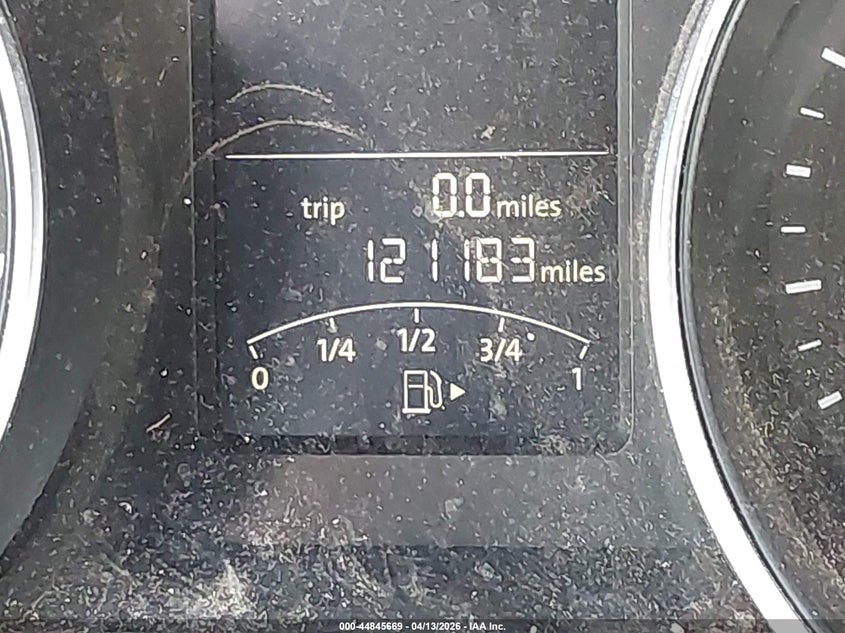 trip 0.0 miles
121183 miles
0 1/4 1/2 3/4 1
000-44845669 - 04/13/2026 - IAA Inc.